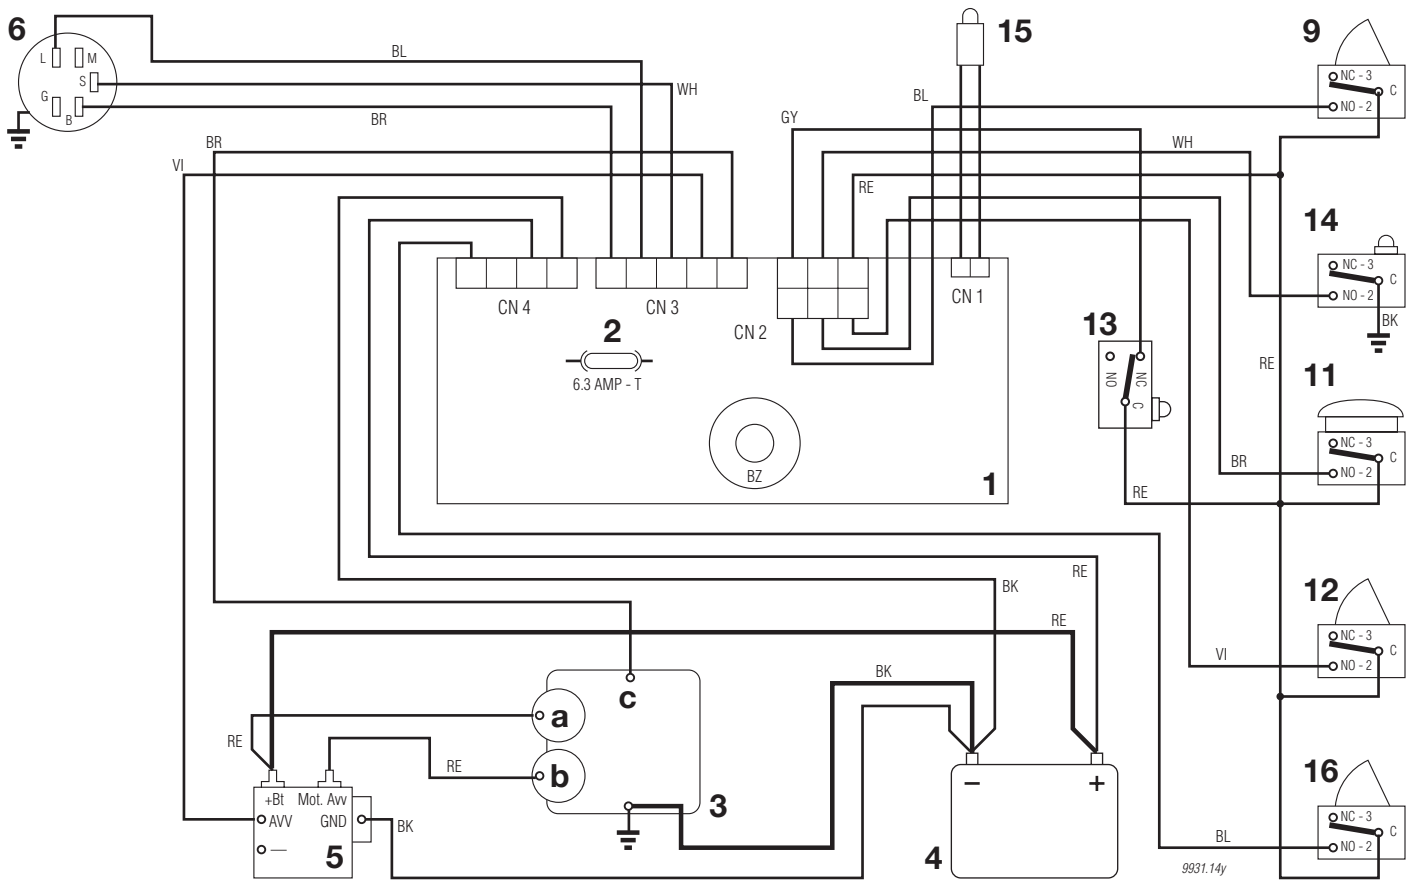 6
L
M
S
G
B
BL
WH
BR
BR
VI
15
BL
GY
WH
RE
9
NC - 3
C
NO - 2
14
NC - 3
C
NO - 2
BK
CN 4
CN 3
CN 2
CN 1
2
6.3 AMP - T
BZ
1
13
NO
NC
C
RE
RE
11
NC - 3
C
NO - 2
BR
RE
BK
RE
BK
12
NC - 3
C
NO - 2
VI
a
b
c
3
RE
RE
+Bt
Mot. Avv
AVV
GND
—
5
BK
–
+
4
16
NC - 3
C
NO - 2
BL
9931.14y